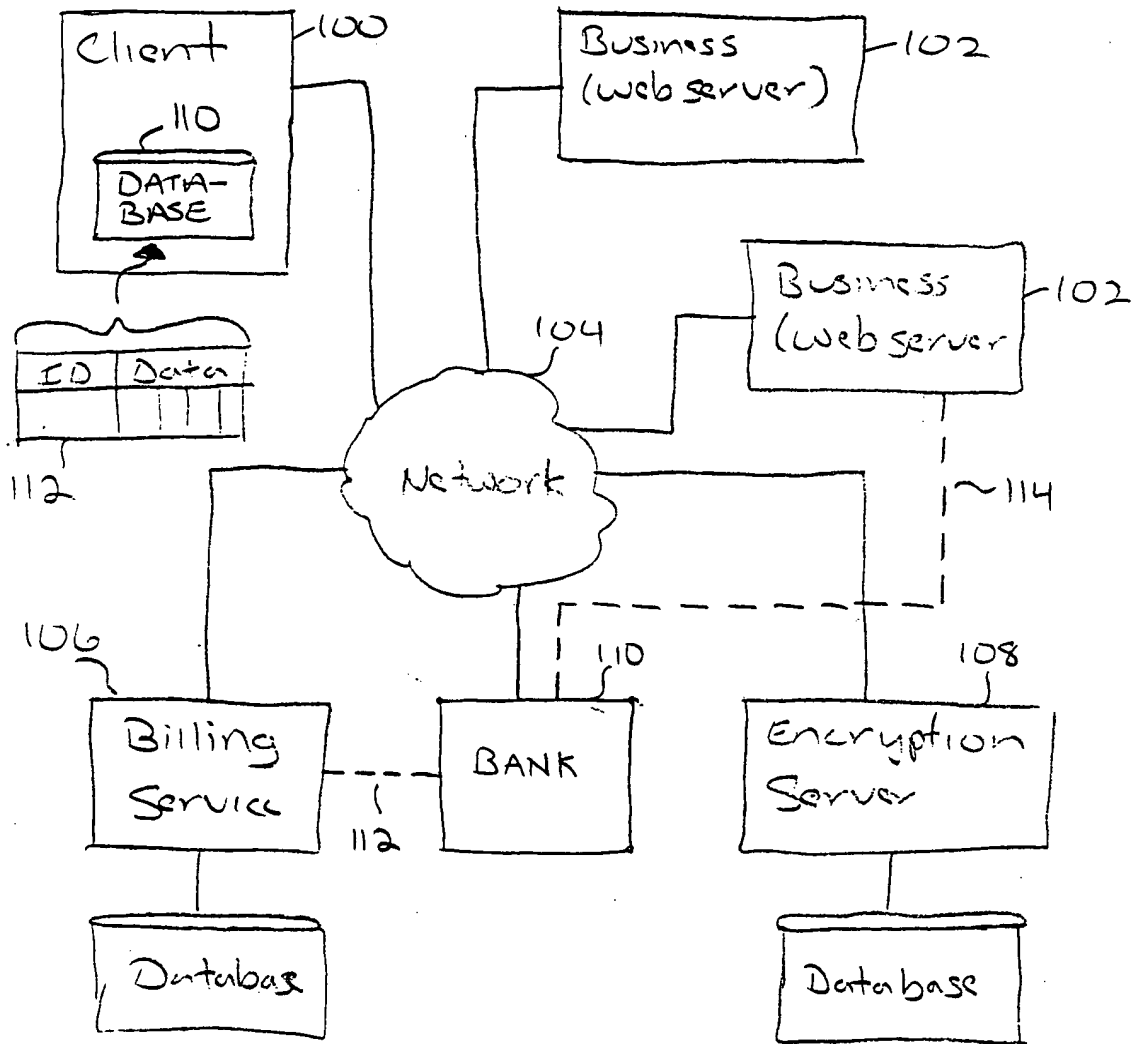 Client
100
110
DATA-
BASE
ID Data
112
Business
(web server)
102
Business
(web server
102
104
Network
114
106
Billing
Service
112
110
BANK
108
Encryption
Server
Database
Database